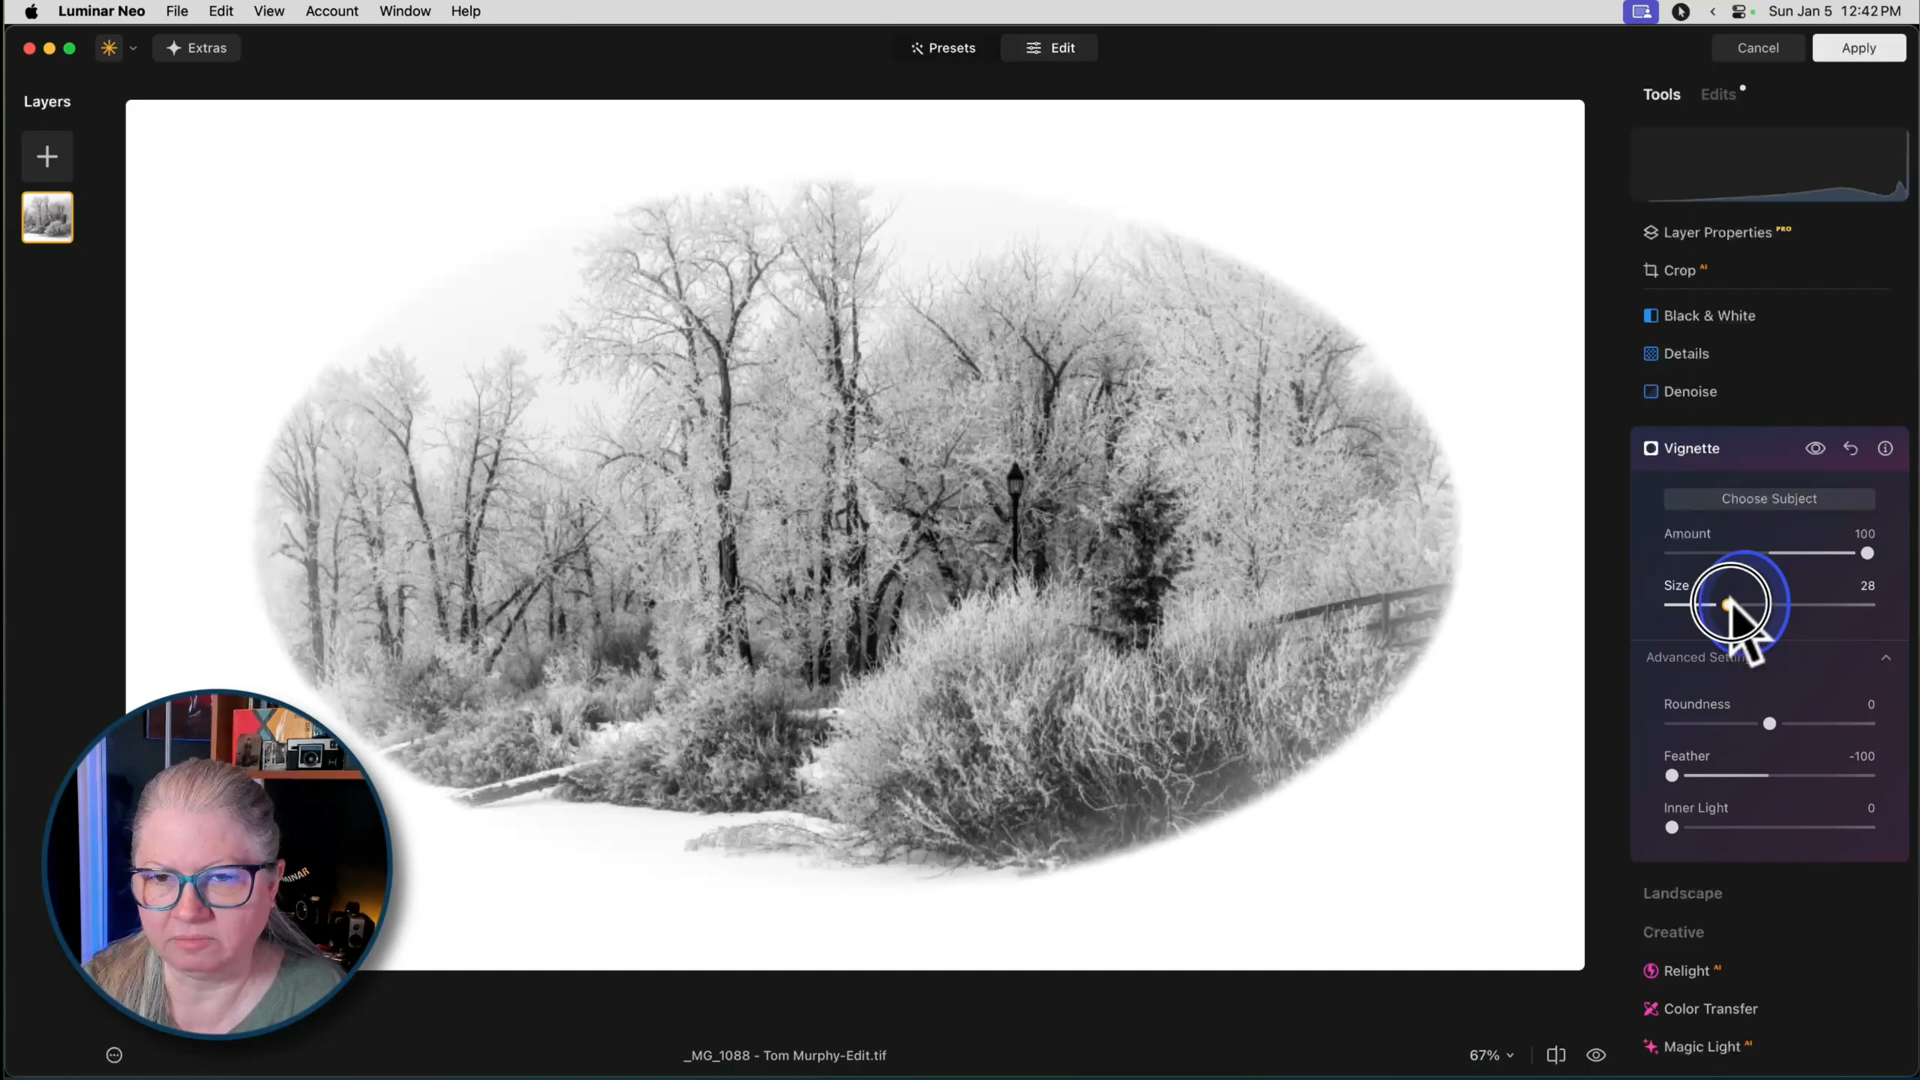 Luminar Neo File Edit View Account Window Help Sun Jan 5 12:42 PM
Extras Presets Edit Cancel Apply
Layers
Tools Edits
Layer Properties PRO
Crop AI
Black & White
Details
Denoise
Vignette
Choose Subject
Amount 100
Size 28
Advanced
Roundness 0
Feather -100
Inner Light 0
Landscape
Creative
Relight AI
Color Transfer
Magic Light AI
_MG_1088 - Tom Murphy-Edit.tif 67%